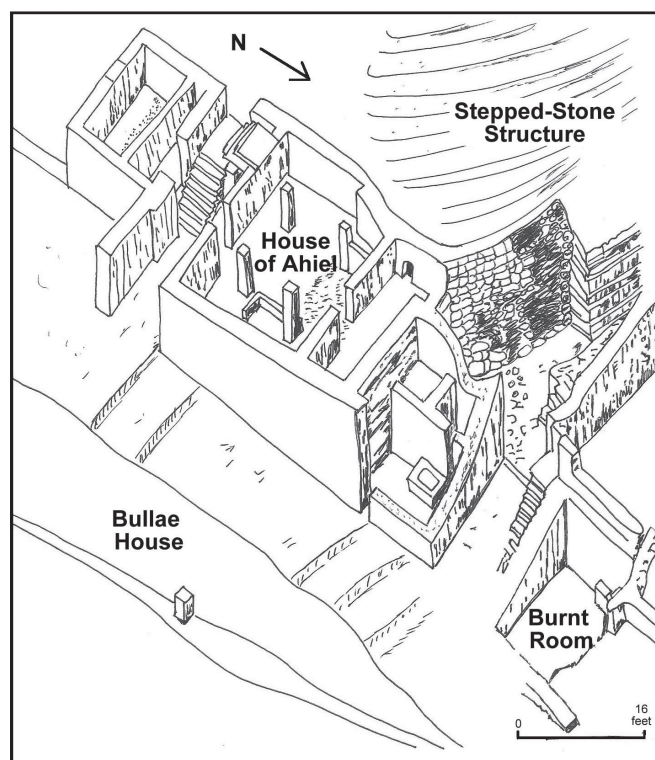 N
Stepped-Stone
Structure
House
of Ahiel
Bullae
House
Burnt
Room
16
0 feet